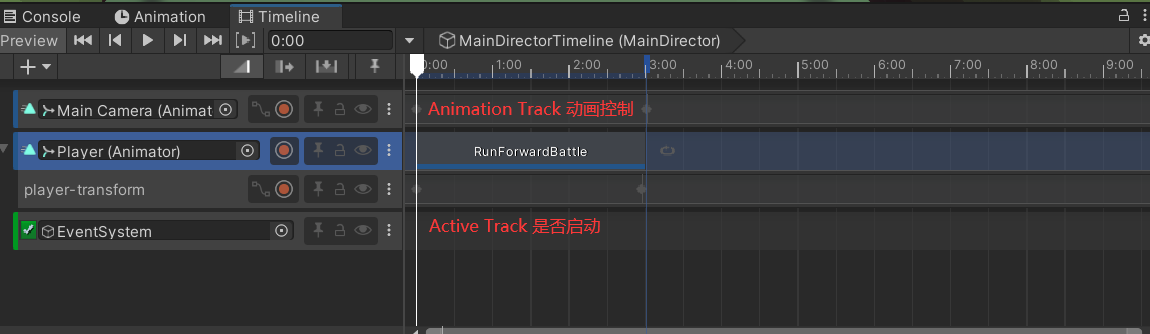 Console Animation Timeline
Preview 0:00 MainDirectorTimeline (MainDirector)
0:00 1:00 2:00 3:00 4:00 5:00 6:00 7:00 8:00 9:00
Main Camera (Animat Animation Track 动画控制
Player (Animator) RunForwardBattle
player-transform
EventSystem Active Track 是否启动